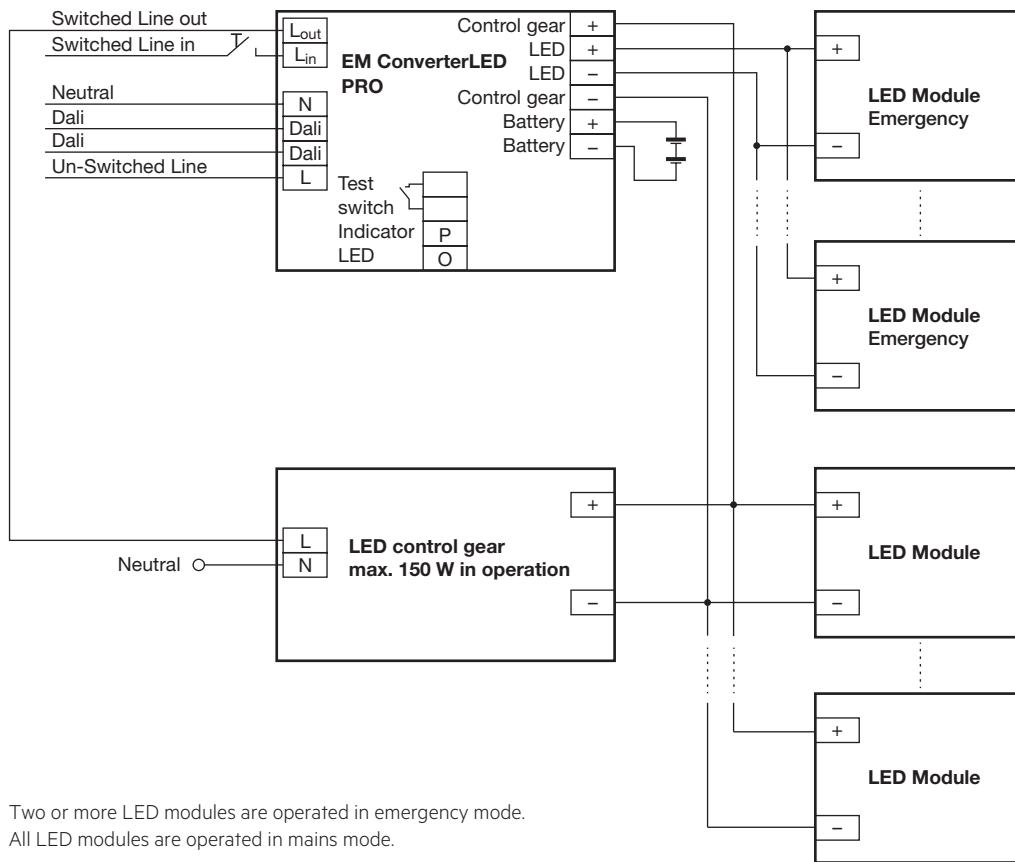 Switched Line out
Switched Line in
Neutral
Dali
Dali
Un-Switched Line
Lout
Lin
N
Dali
Dali
L
EM ConverterLED
PRO
Test
switch
Indicator
LED
P
O
Control gear +
LED +
LED –
Control gear –
Battery +
Battery –
+
LED Module
Emergency
–
+
LED Module
Emergency
–
L
N
Neutral
LED control gear
max. 150 W in operation
+
–
+
LED Module
–
+
LED Module
–
Two or more LED modules are operated in emergency mode.
All LED modules are operated in mains mode.